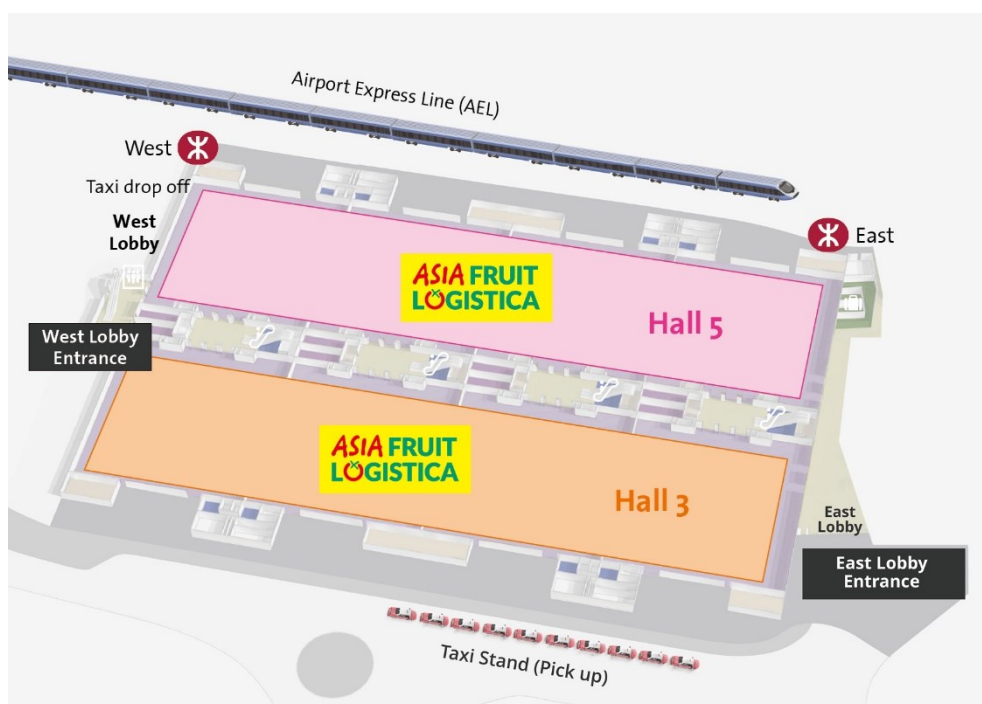 Airport Express Line (AEL)
West
Taxi drop off
West
Lobby
East
ASIA FRUIT
LOGISTICA
Hall 5
West Lobby
Entrance
ASIA FRUIT
LOGISTICA
Hall 3
East
Lobby
East Lobby
Entrance
Taxi Stand (Pick up)